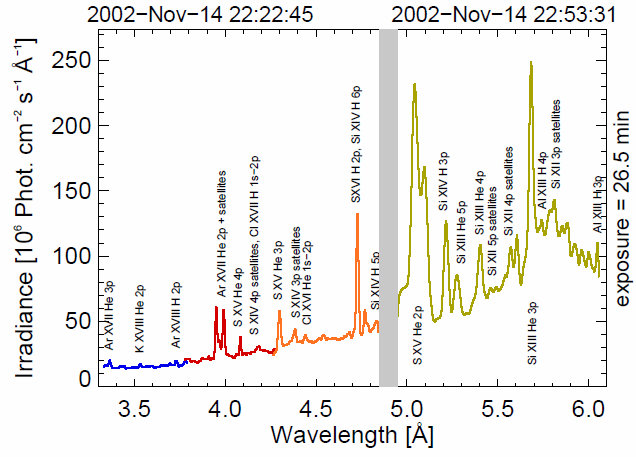 2002−Nov−14 22:22:45
2002−Nov−14 22:53:31
Irradiance [10⁶ Phot. cm⁻² s⁻¹ Å⁻¹]
250
200
150
100
50
0
Ar XVII He 3p
K XVIII He 2p
Ar XVIII H 2p
Ar XVII He 2p + satellites
S XV He 4p
S XIV 4p satellites, Cl XVII H 1s−2p
S XV He 3p
S XIV 3p satellites
Cl XVI He 1s−2p
SXVI H 2p, Si XIV H 6p
Si XIV H 5p
S XV He 2p
Si XIV H 3p
Si XIII He 5p
Si XIII He 4p
Si XII 5p satellites
Si XII 4p satellites
Si XIII He 3p
Al XIII H 4p
Si XII 3p satellites
Al XIII H 3p
exposure = 26.5 min
3.5
4.0
4.5
5.0
5.5
6.0
Wavelength [Å]